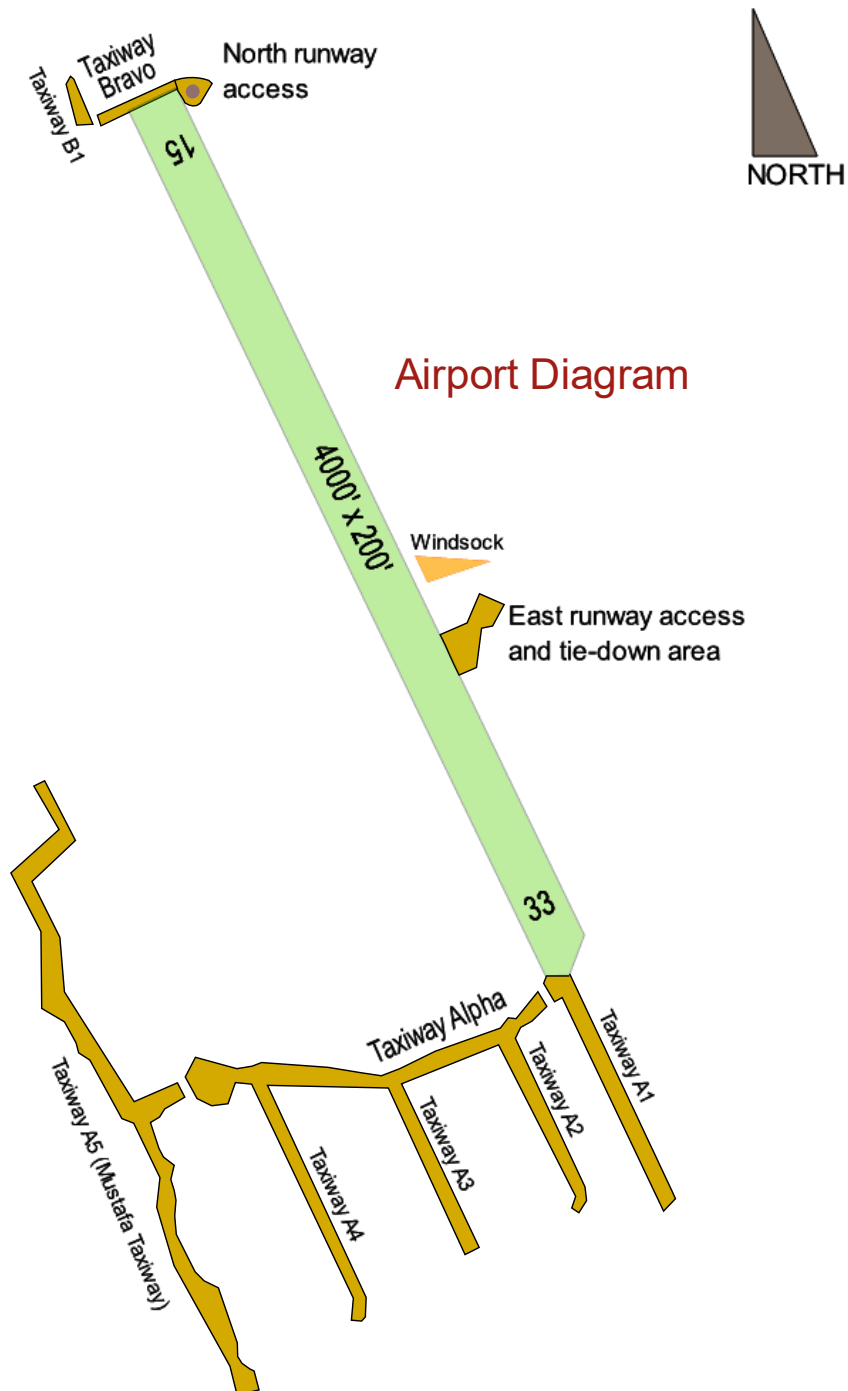 Taxiway
Bravo
North runway
access
Taxiway B1
15
NORTH
Airport Diagram
4000' x 200'
Windsock
East runway access
and tie-down area
33
Taxiway Alpha
Taxiway A1
Taxiway A2
Taxiway A3
Taxiway A4
Taxiway A5 (Mustafa Taxiway)